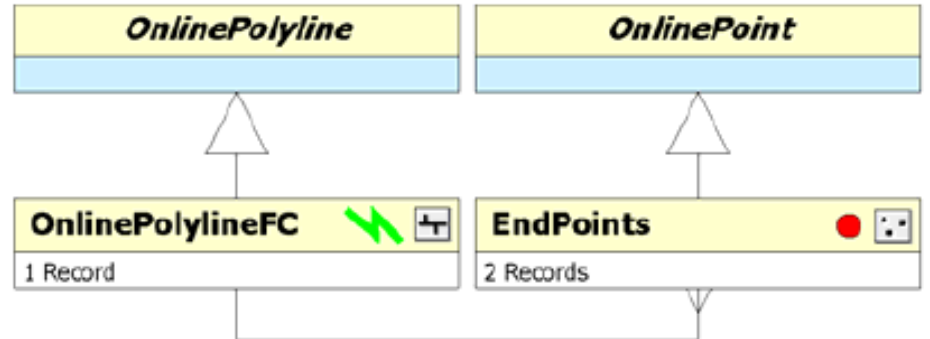 OnlinePolyline
OnlinePoint
OnlinePolylineFC
EndPoints
1 Record
2 Records